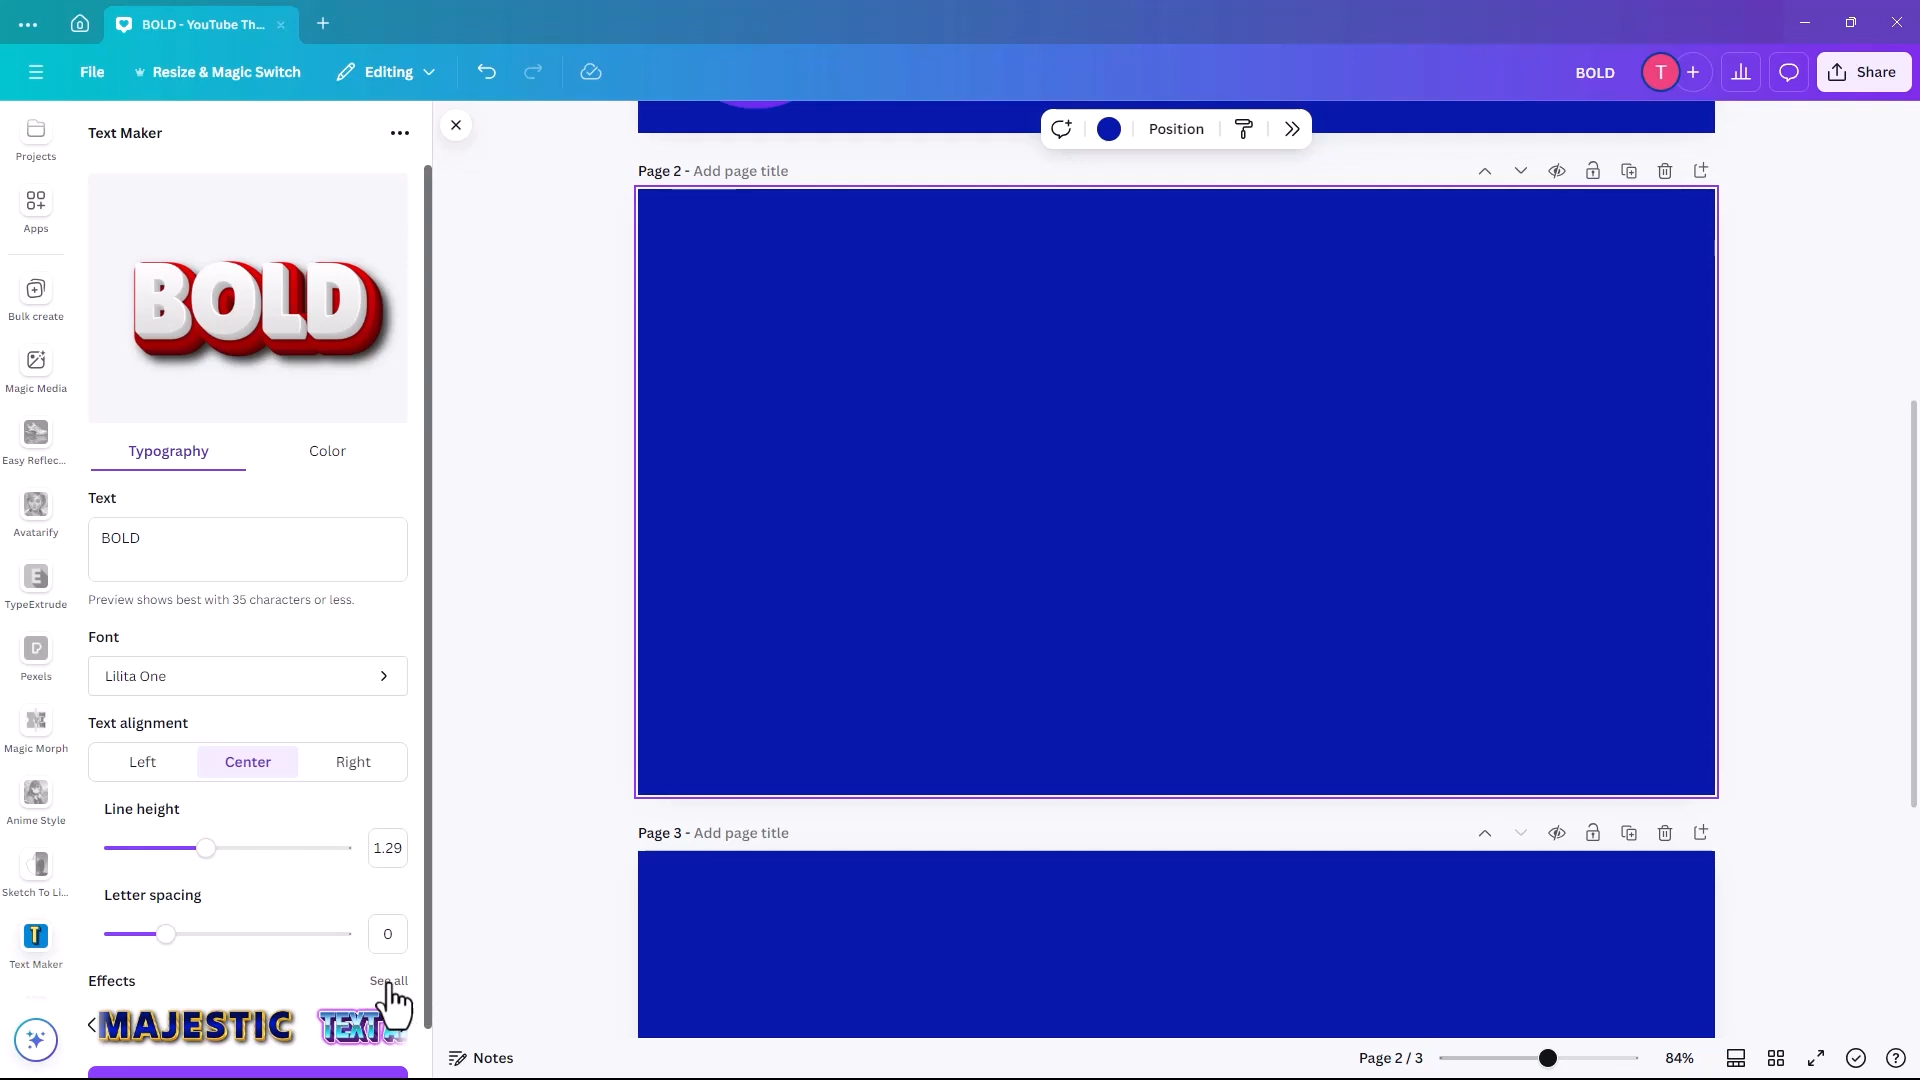 BOLD - YouTube Th...
File
Resize & Magic Switch
Editing
BOLD
T
Share
Projects
Apps
Bulk create
Magic Media
Easy Reflec...
Avatarify
TypeExtrude
Pexels
Magic Morph
Anime Style
Sketch To Li...
Text Maker
Text Maker
BOLD
Typography
Color
Text
BOLD
Preview shows best with 35 characters or less.
Font
Lilita One
Text alignment
Left
Center
Right
Line height
1.29
Letter spacing
0
Effects
See all
MAJESTIC
TEXT
Position
Page 2 - Add page title
Page 3 - Add page title
Notes
Page 2 / 3
84%